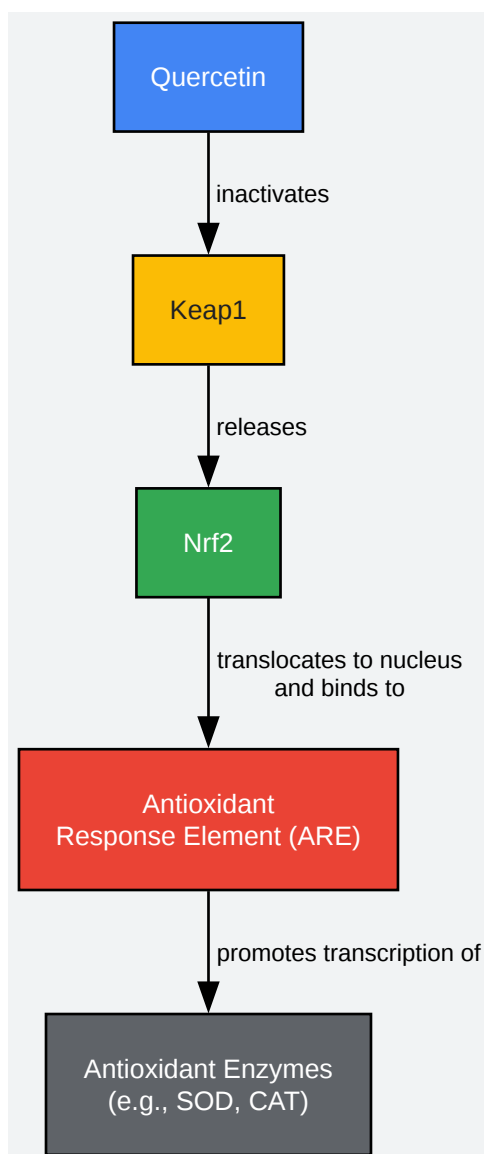 Quercetin
inactivates
Keap1
releases
Nrf2
translocates to nucleus
and binds to
Antioxidant
Response Element (ARE)
promotes transcription of
Antioxidant Enzymes
(e.g., SOD, CAT)